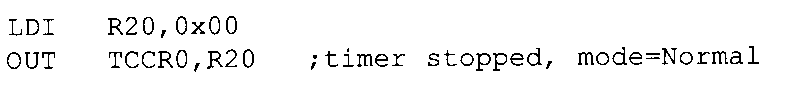 LDI R20,0x00
OUT TCCR0,R20 ;timer stopped, mode=Normal